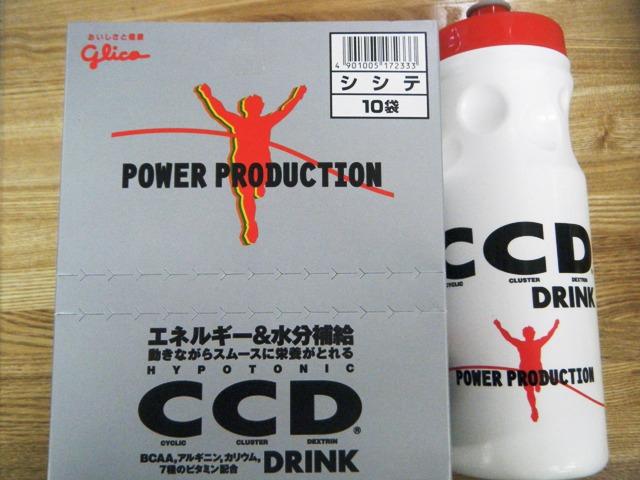 おいしさと健康
Glico
4 901005 172333
シシテ
10袋
POWER PRODUCTION
エネルギー&水分補給
動きながらスムースに栄養がとれる
HYPOTONIC
CCD®
CYCLIC CLUSTER DEXTRIN
BCAA,アルギニン,カリウム,
7種のビタミン配合
DRINK
CCD®
CYCLIC CLUSTER DEXTRIN
DRINK
POWER PRODUCTION